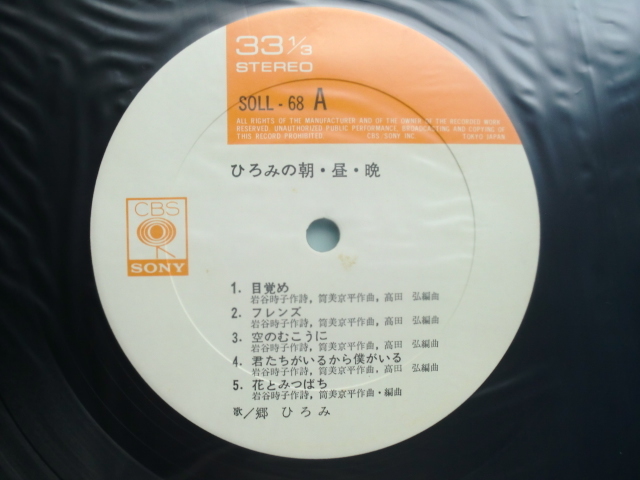 33 1/3
STEREO
SOLL - 68 A
ALL RIGHTS OF THE MANUFACTURER AND OF THE OWNER OF THE RECORDED WORK
RESERVED. UNAUTHORIZED PUBLIC PERFORMANCE, BROADCASTING AND COPYING OF
THIS RECORD PROHIBITED. CBS SONY INC. TOKYO JAPAN
ひろみの朝・昼・晩
CBS
SONY
1. 目覚め
岩谷時子作詩, 筒美京平作曲, 高田 弘編曲
2. フレンズ
岩谷時子作詩, 筒美京平作曲, 高田 弘編曲
3. 空のむこうに
岩谷時子作詩, 筒美京平作曲, 高田 弘編曲
4. 君たちがいるから僕がいる
岩谷時子作詩, 筒美京平作曲, 高田 弘編曲
5. 花とみつばち
岩谷時子作詩, 筒美京平作曲・編曲
歌／郷 ひろみ